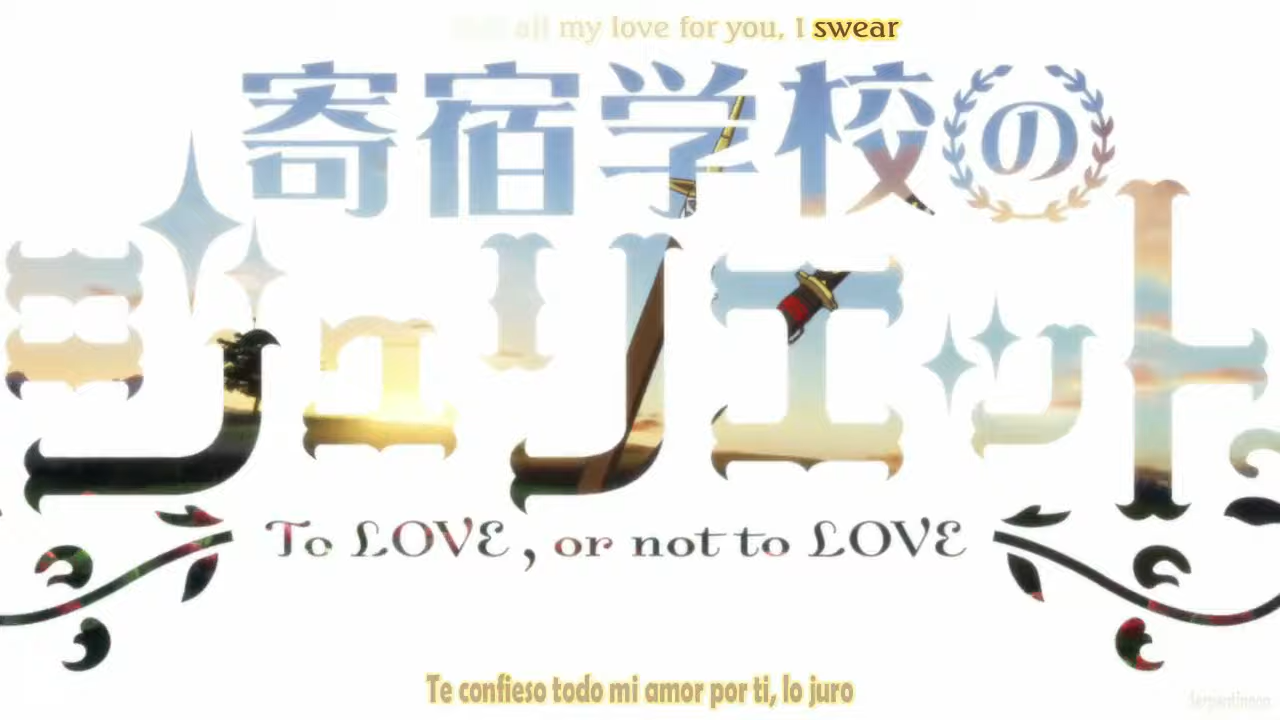 all my love for you, I swear
寄宿学校の
ジュリエット
To LOVE, or not to LOVE
Te confieso todo mi amor por ti, lo juro